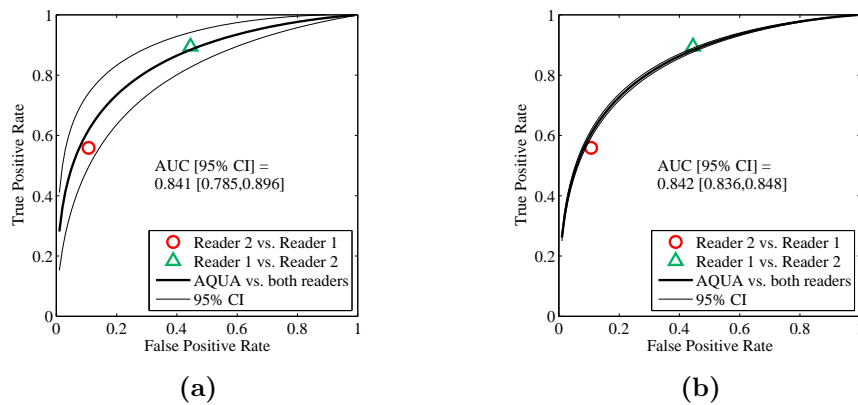 1
0.8
0.6
0.4
0.2
0
True Positive Rate
AUC [95% CI] =
0.841 [0.785,0.896]
Reader 2 vs. Reader 1
Reader 1 vs. Reader 2
AQUA vs. both readers
95% CI
0 0.2 0.4 0.6 0.8 1
False Positive Rate
(a)
1
0.8
0.6
0.4
0.2
0
True Positive Rate
AUC [95% CI] =
0.842 [0.836,0.848]
Reader 2 vs. Reader 1
Reader 1 vs. Reader 2
AQUA vs. both readers
95% CI
0 0.2 0.4 0.6 0.8
False Positive Rate
(b)